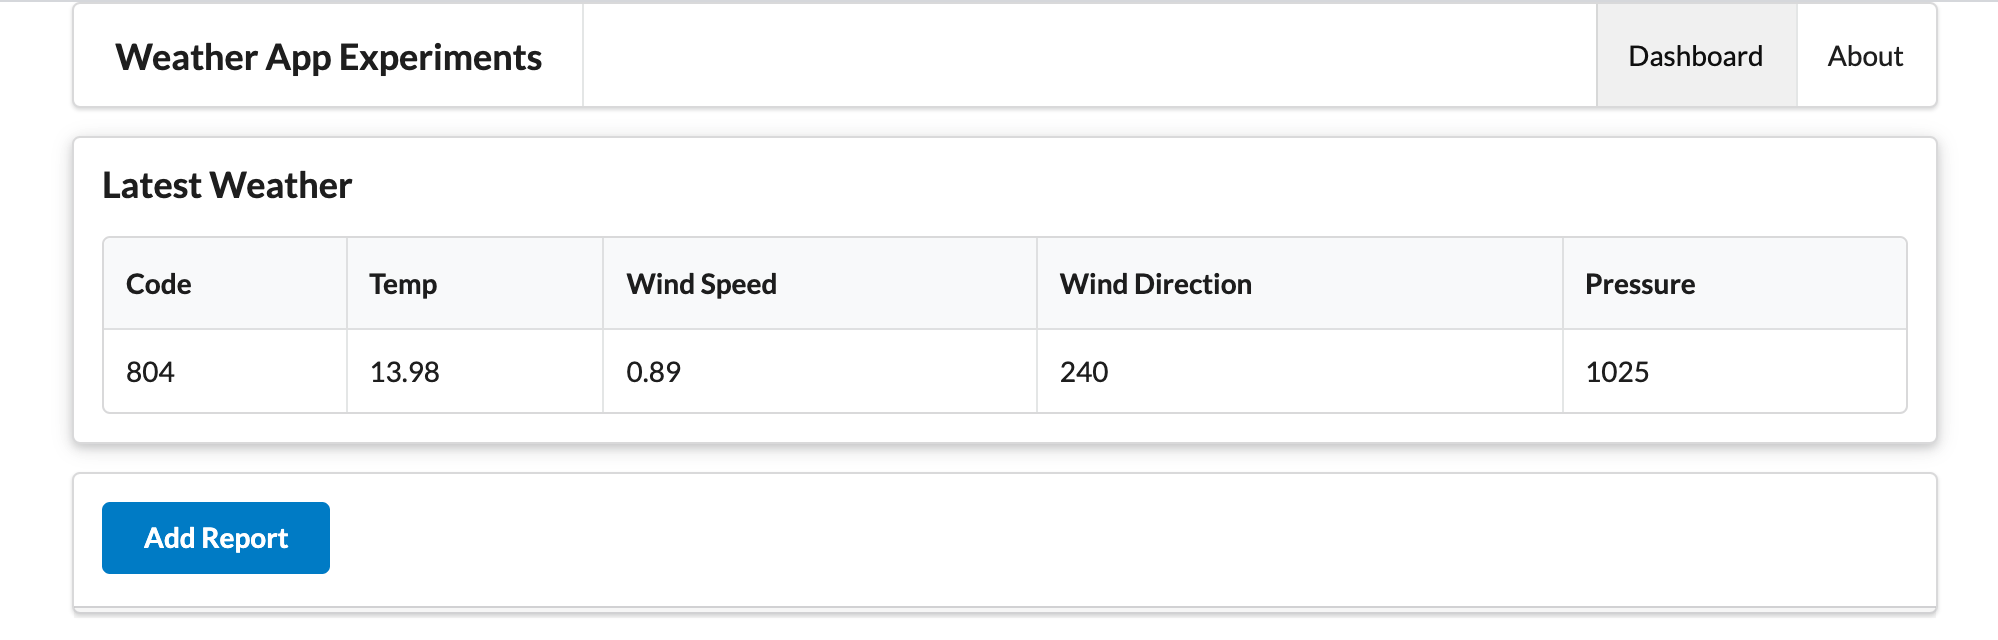 Weather App Experiments Dashboard About
Latest Weather
Code Temp Wind Speed Wind Direction Pressure
804 13.98 0.89 240 1025
Add Report